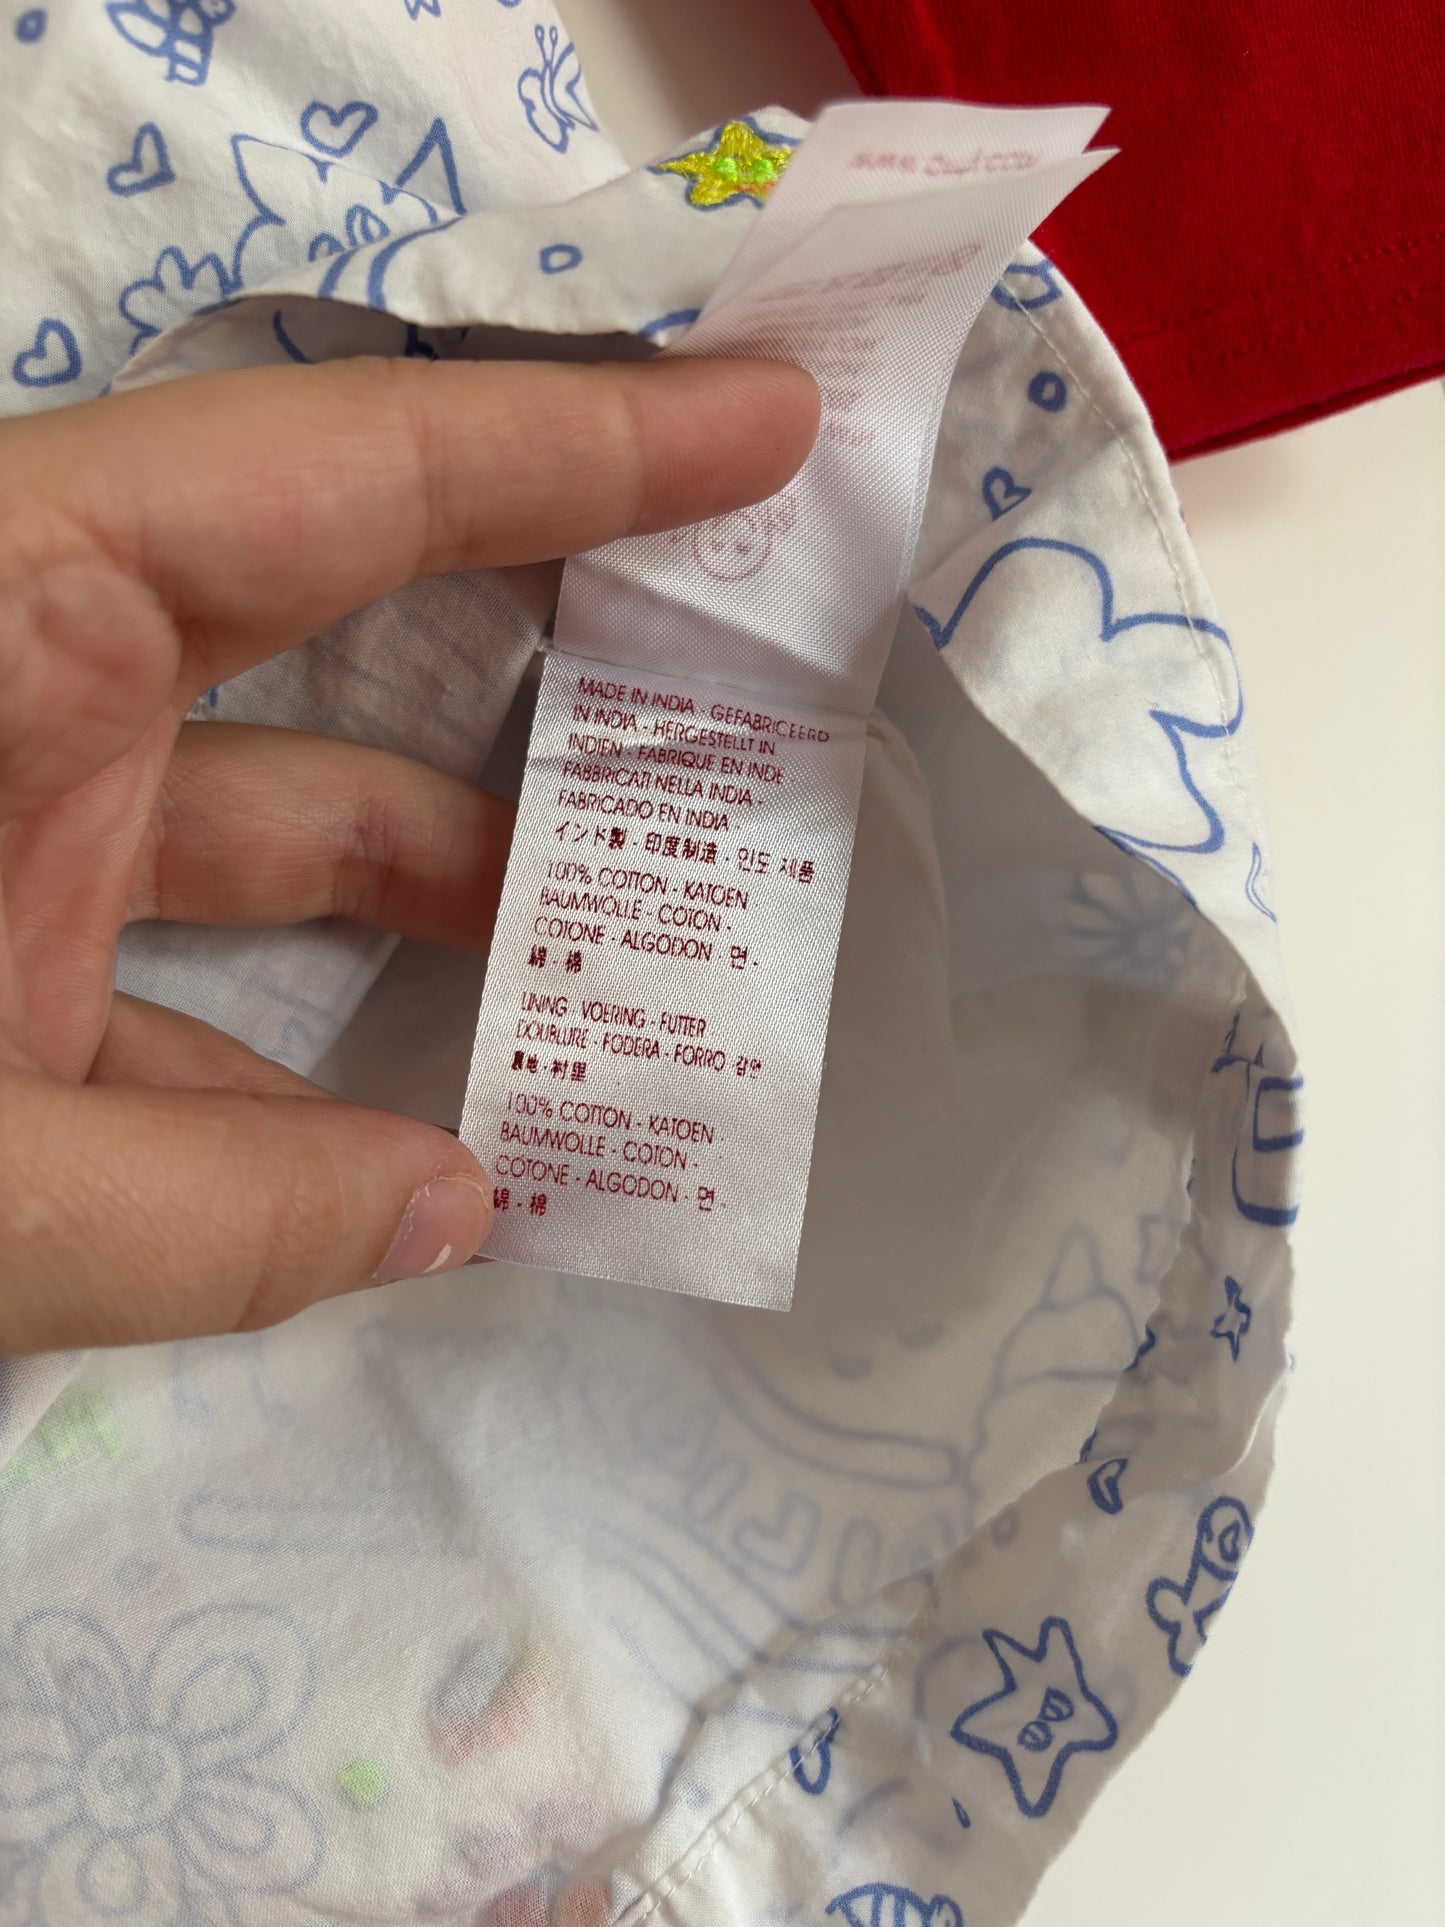 MADE IN INDIA - GEFABRICEERD
IN INDIA - HERGESTELLT IN
INDIEN - FABRIQUE EN INDE
FABBRICATI NELLA INDIA -
FABRICADO EN INDIA -
インド製 - 印度制造 - 인도 제품
100% COTTON - KATOEN
BAUMWOLLE - COTON -
COTONE - ALGODON - 면 -
綿 - 棉
LINING VOERING - FUTTER
DOUBLURE - FODERA - FORRO 감안
裏地 - 衬里
100% COTTON - KATOEN
BAUMWOLLE - COTON -
COTONE - ALGODON - 면 -
綿 - 棉